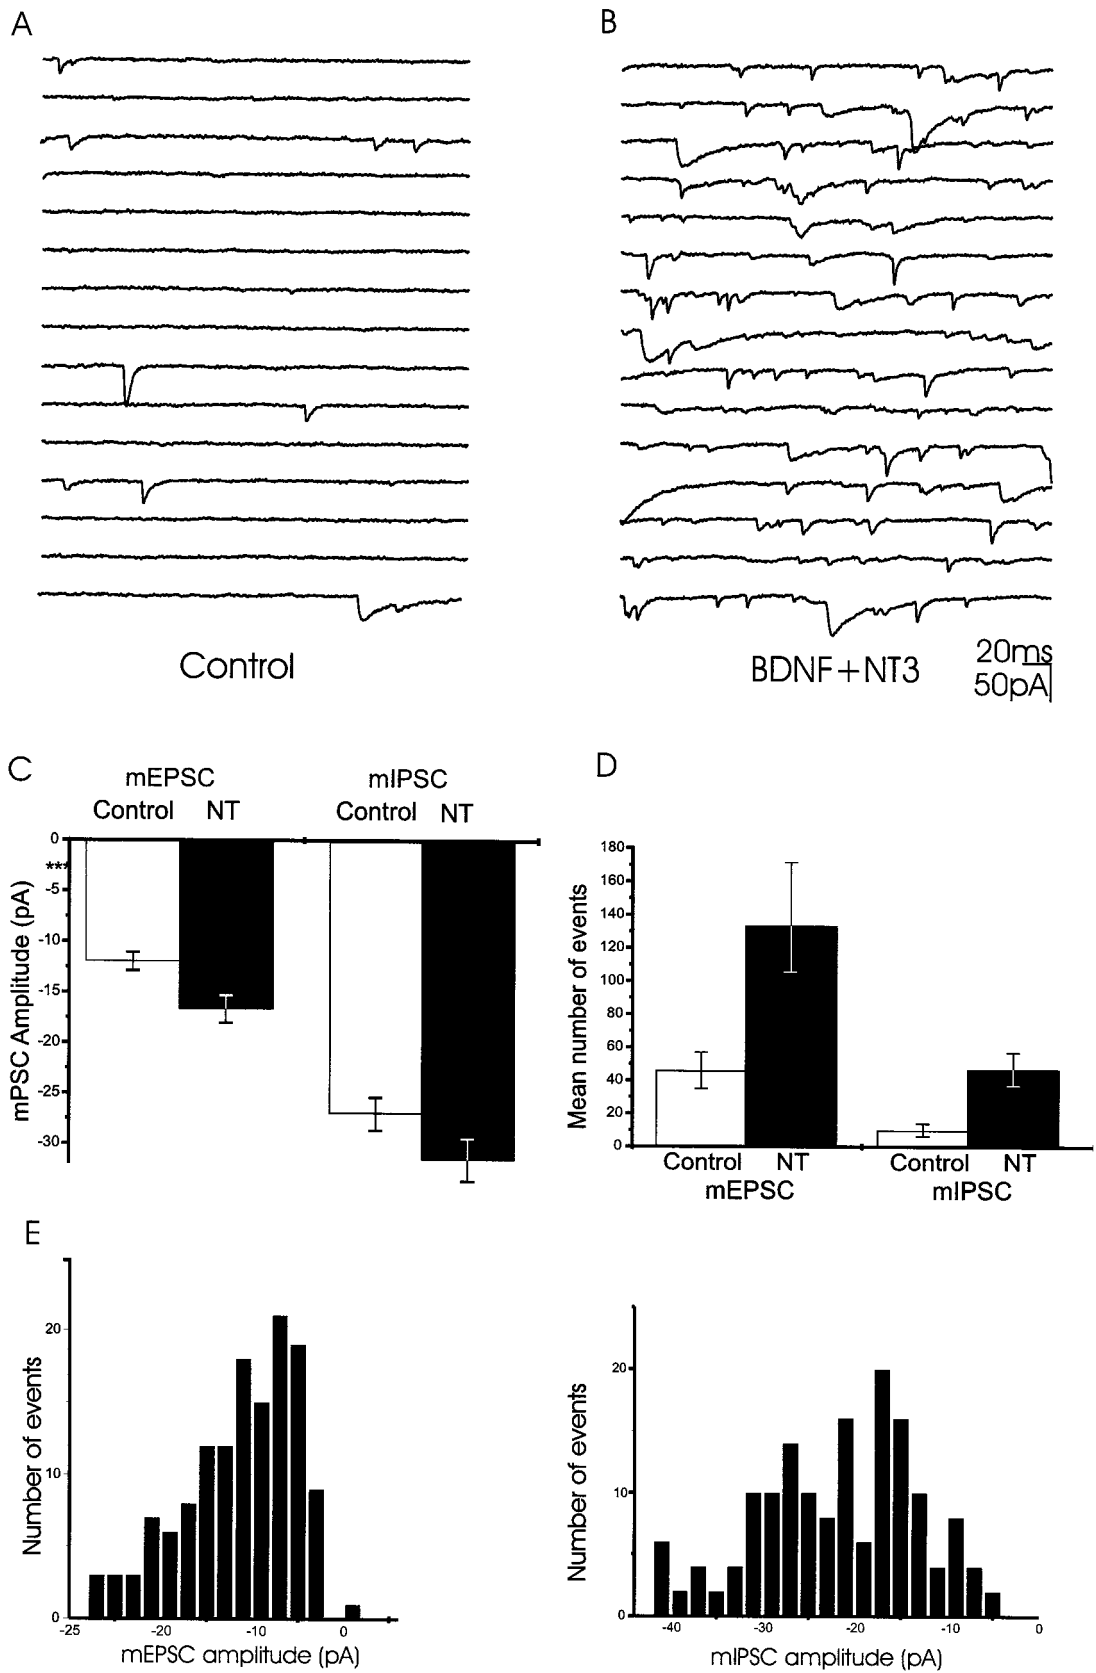 A
B
Control
BDNF+NT3
20ms
50pA
C
mEPSC
mIPSC
Control NT
Control NT
0
***
-5
-10
-15
-20
-25
-30
mPSC Amplitude (pA)
D
180
160
140
120
100
80
60
40
20
0
Mean number of events
Control NT
Control NT
mEPSC
mIPSC
E
20
10
0
Number of events
-25 -20 -10 0
mEPSC amplitude (pA)
20
10
0
Number of events
-40 -30 -20 -10 0
mIPSC amplitude (pA)